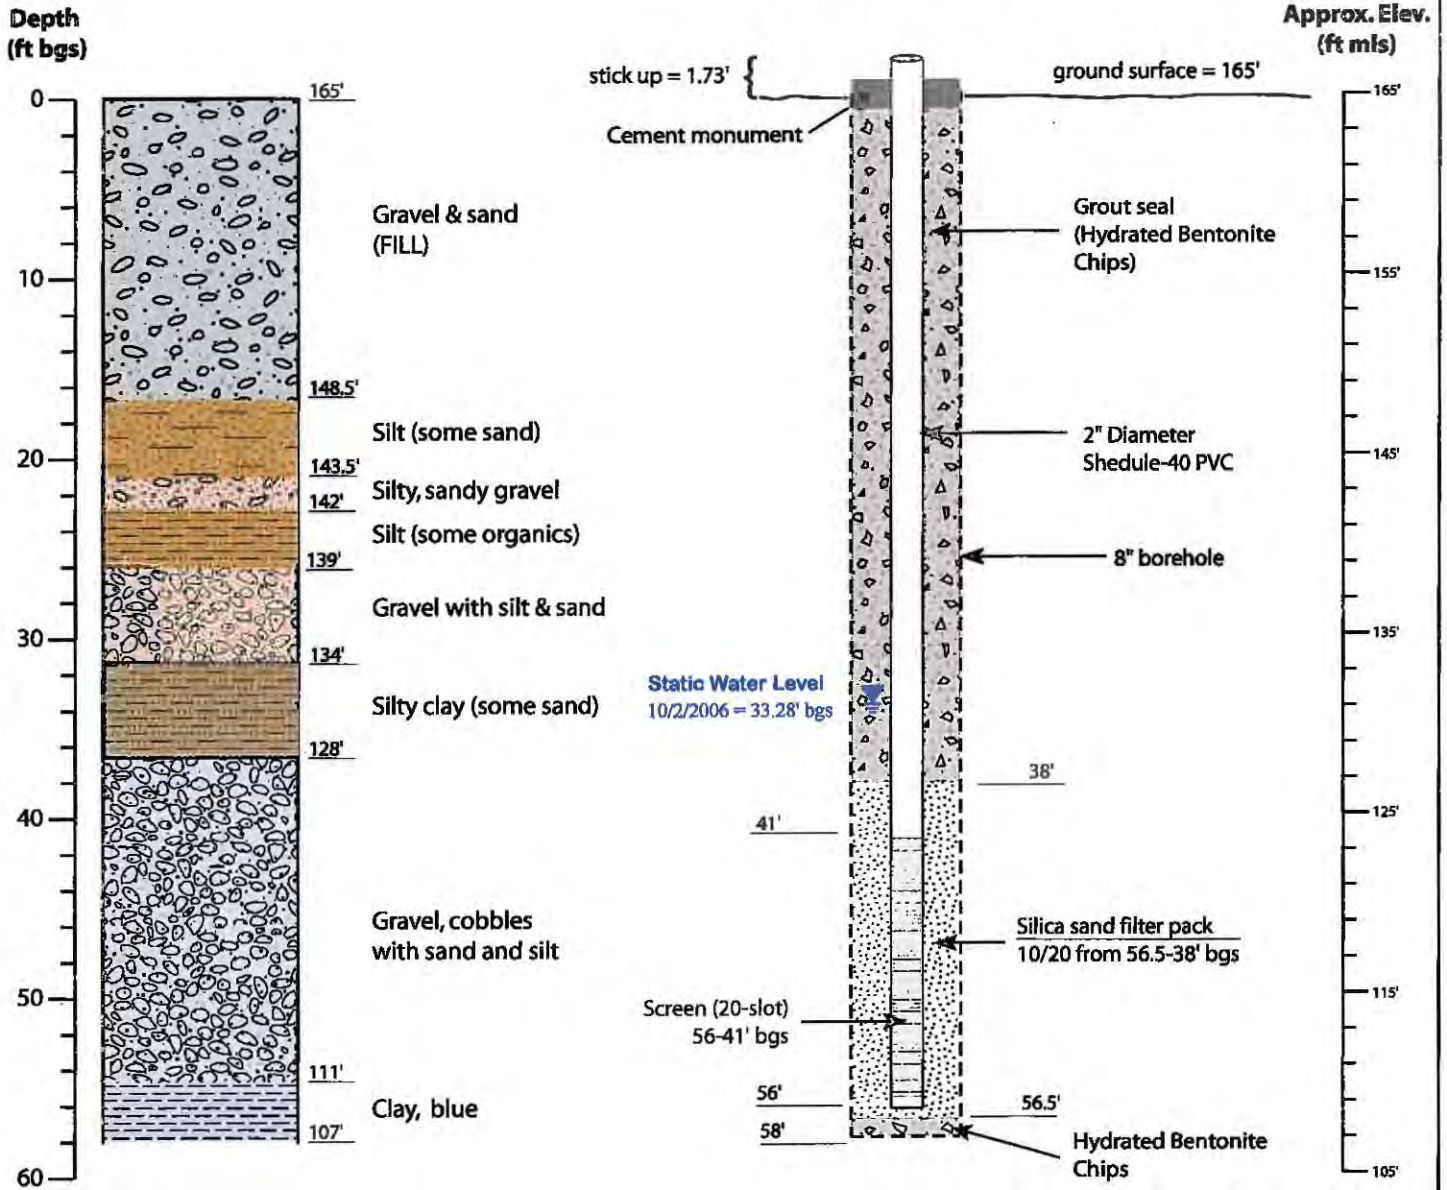 Depth
(ft bgs)
Approx. Elev.
(ft mls)
stick up = 1.73'
ground surface = 165'
0
165'
165'
Cement monument
Gravel & sand
(FILL)
Grout seal
(Hydrated Bentonite
Chips)
10
155'
148.5'
Silt (some sand)
2" Diameter
Shedule-40 PVC
20
143.5'
145'
Silty, sandy gravel
142'
Silt (some organics)
139'
8" borehole
Gravel with silt & sand
30
134'
135'
Silty clay (some sand)
Static Water Level
10/2/2006 = 33.28' bgs
128'
38'
40
41'
125'
Gravel, cobbles
with sand and silt
Silica sand filter pack
10/20 from 56.5-38' bgs
50
115'
Screen (20-slot)
56-41' bgs
111'
56'
56.5'
Clay, blue
107'
58'
Hydrated Bentonite
Chips
60
105'